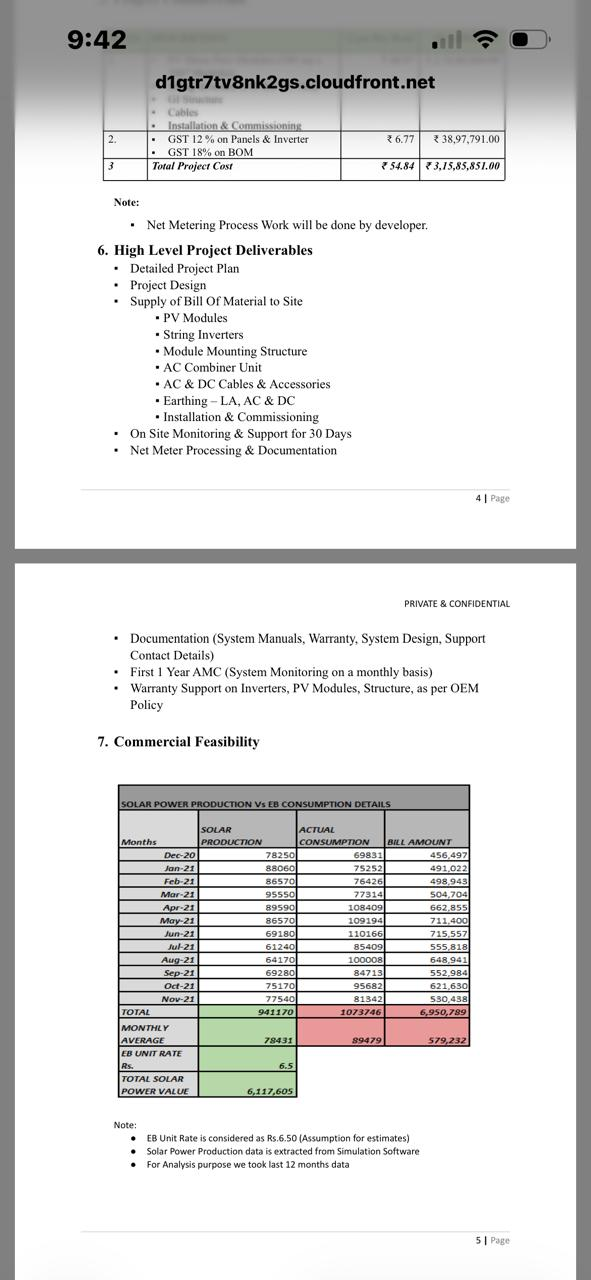 9:42
d1gtr7tv8nk2gs.cloudfront.net
GI Structure
Cables
Installation & Commissioning
2. GST 12 % on Panels & Inverter ₹ 6.77 ₹ 38,97,791.00
GST 18% on BOM
3 Total Project Cost ₹ 54.84 ₹ 3,15,85,851.00
Note:
▪ Net Metering Process Work will be done by developer.
6. High Level Project Deliverables
▪ Detailed Project Plan
▪ Project Design
▪ Supply of Bill Of Material to Site
▪ PV Modules
▪ String Inverters
▪ Module Mounting Structure
▪ AC Combiner Unit
▪ AC & DC Cables & Accessories
▪ Earthing – LA, AC & DC
▪ Installation & Commissioning
▪ On Site Monitoring & Support for 30 Days
▪ Net Meter Processing & Documentation
4 | Page
PRIVATE & CONFIDENTIAL
▪ Documentation (System Manuals, Warranty, System Design, Support
Contact Details)
▪ First 1 Year AMC (System Monitoring on a monthly basis)
▪ Warranty Support on Inverters, PV Modules, Structure, as per OEM
Policy
7. Commercial Feasibility
SOLAR POWER PRODUCTION Vs EB CONSUMPTION DETAILS
SOLAR ACTUAL
Months PRODUCTION CONSUMPTION BILL AMOUNT
Dec-20 78250 69831 456,497
Jan-21 88060 75252 491,022
Feb-21 86570 76426 498,943
Mar-21 95550 77314 504,704
Apr-21 89590 108409 662,855
May-21 86570 109194 711,400
Jun-21 69180 110166 715,557
Jul-21 61240 85409 555,818
Aug-21 64170 100008 648,941
Sep-21 69280 84713 552,984
Oct-21 75170 95682 621,630
Nov-21 77540 81342 530,438
TOTAL 941170 1073746 6,950,789
MONTHLY
AVERAGE 78431 89479 579,232
EB UNIT RATE
Rs. 6.5
TOTAL SOLAR
POWER VALUE 6,117,605
Note:
● EB Unit Rate is considered as Rs.6.50 (Assumption for estimates)
● Solar Power Production data is extracted from Simulation Software
● For Analysis purpose we took last 12 months data
5 | Page